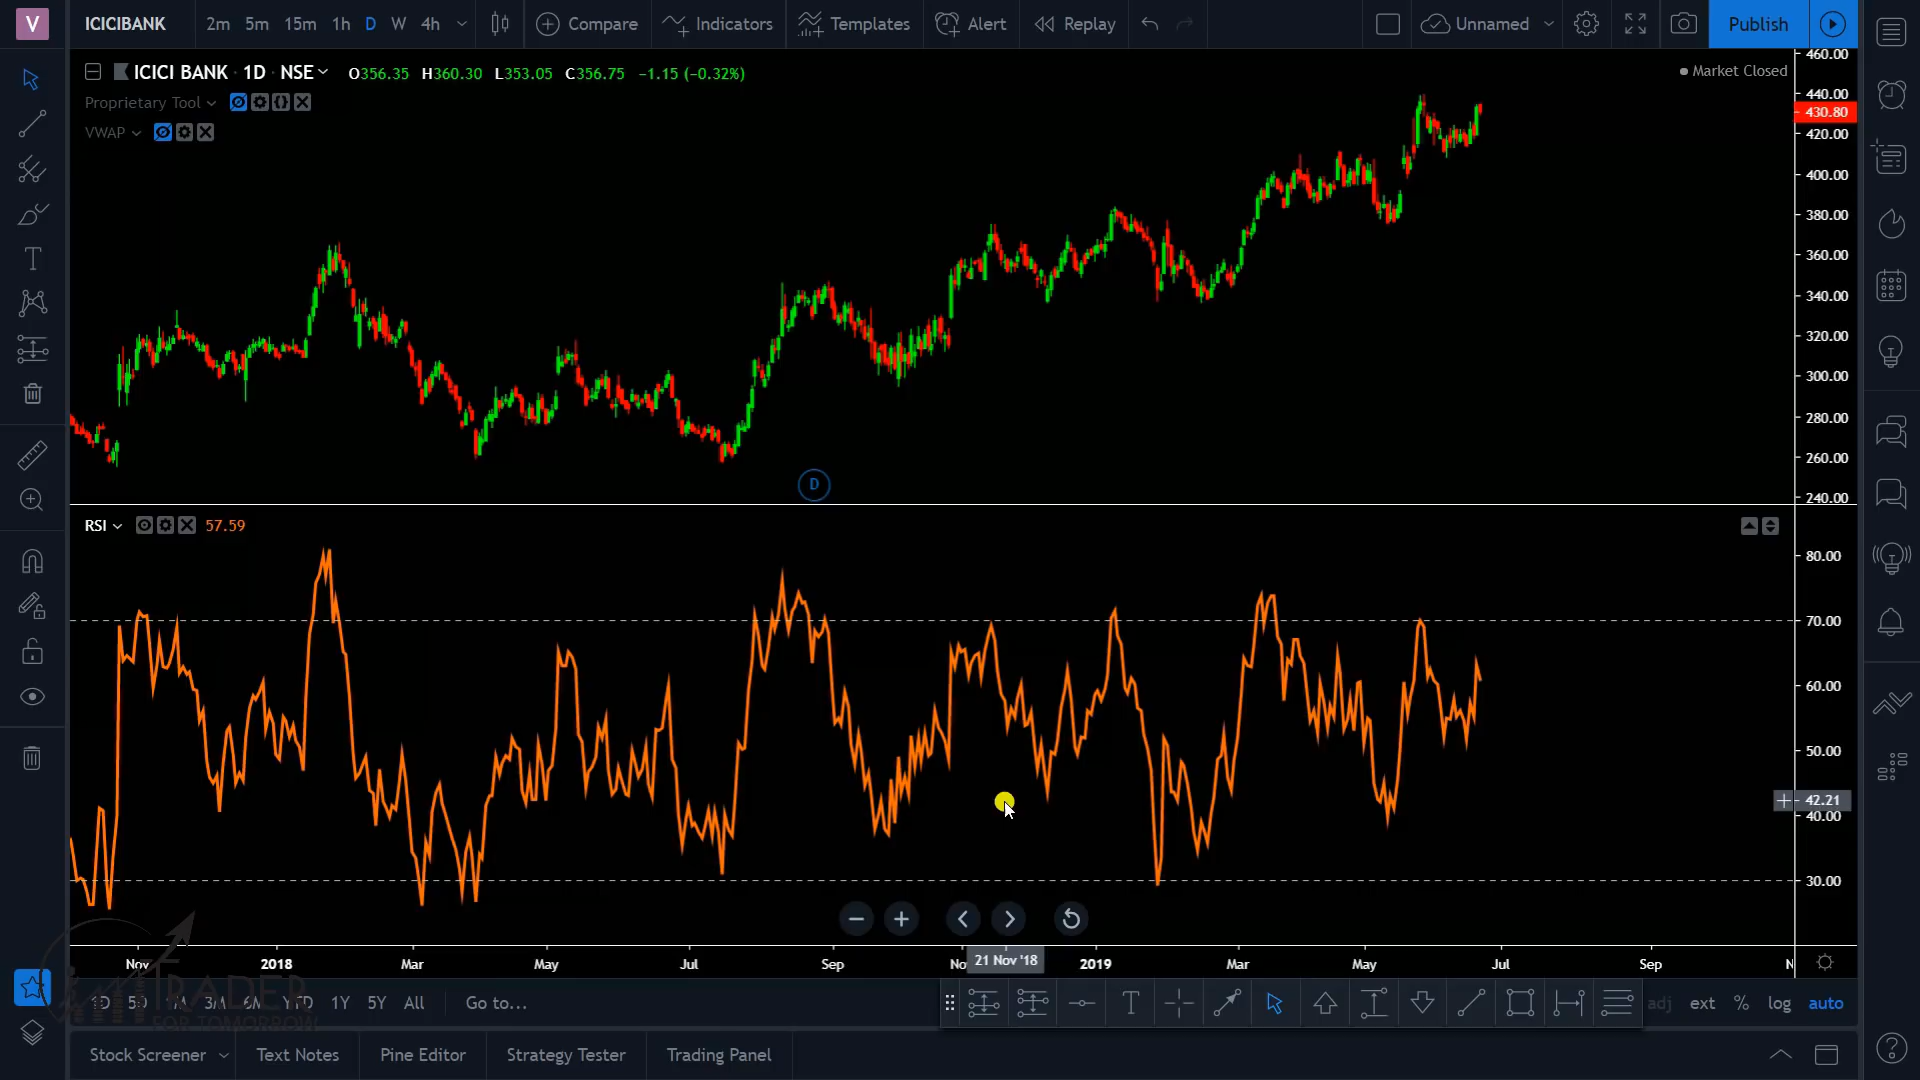 V ICICIBANK 2m 5m 15m 1h D W 4h Compare Indicators Templates Alert Replay Unnamed Publish
ICICI BANK · 1D · NSE O356.35 H360.30 L353.05 C356.75 −1.15 (−0.32%) Market Closed
Proprietary Tool
VWAP
460.00
440.00
430.80
420.00
400.00
380.00
360.00
340.00
320.00
300.00
280.00
260.00
240.00
D
RSI 57.59
80.00
70.00
60.00
50.00
42.21
40.00
30.00
Nov 2018 Mar May Jul Sep No 21 Nov '18 2019 Mar May Jul Sep N
TRADER
FOR TOMORROW
1D 5D 1M 3M 6M YTD 1Y 5Y All Go to... adj ext % log auto
Stock Screener Text Notes Pine Editor Strategy Tester Trading Panel